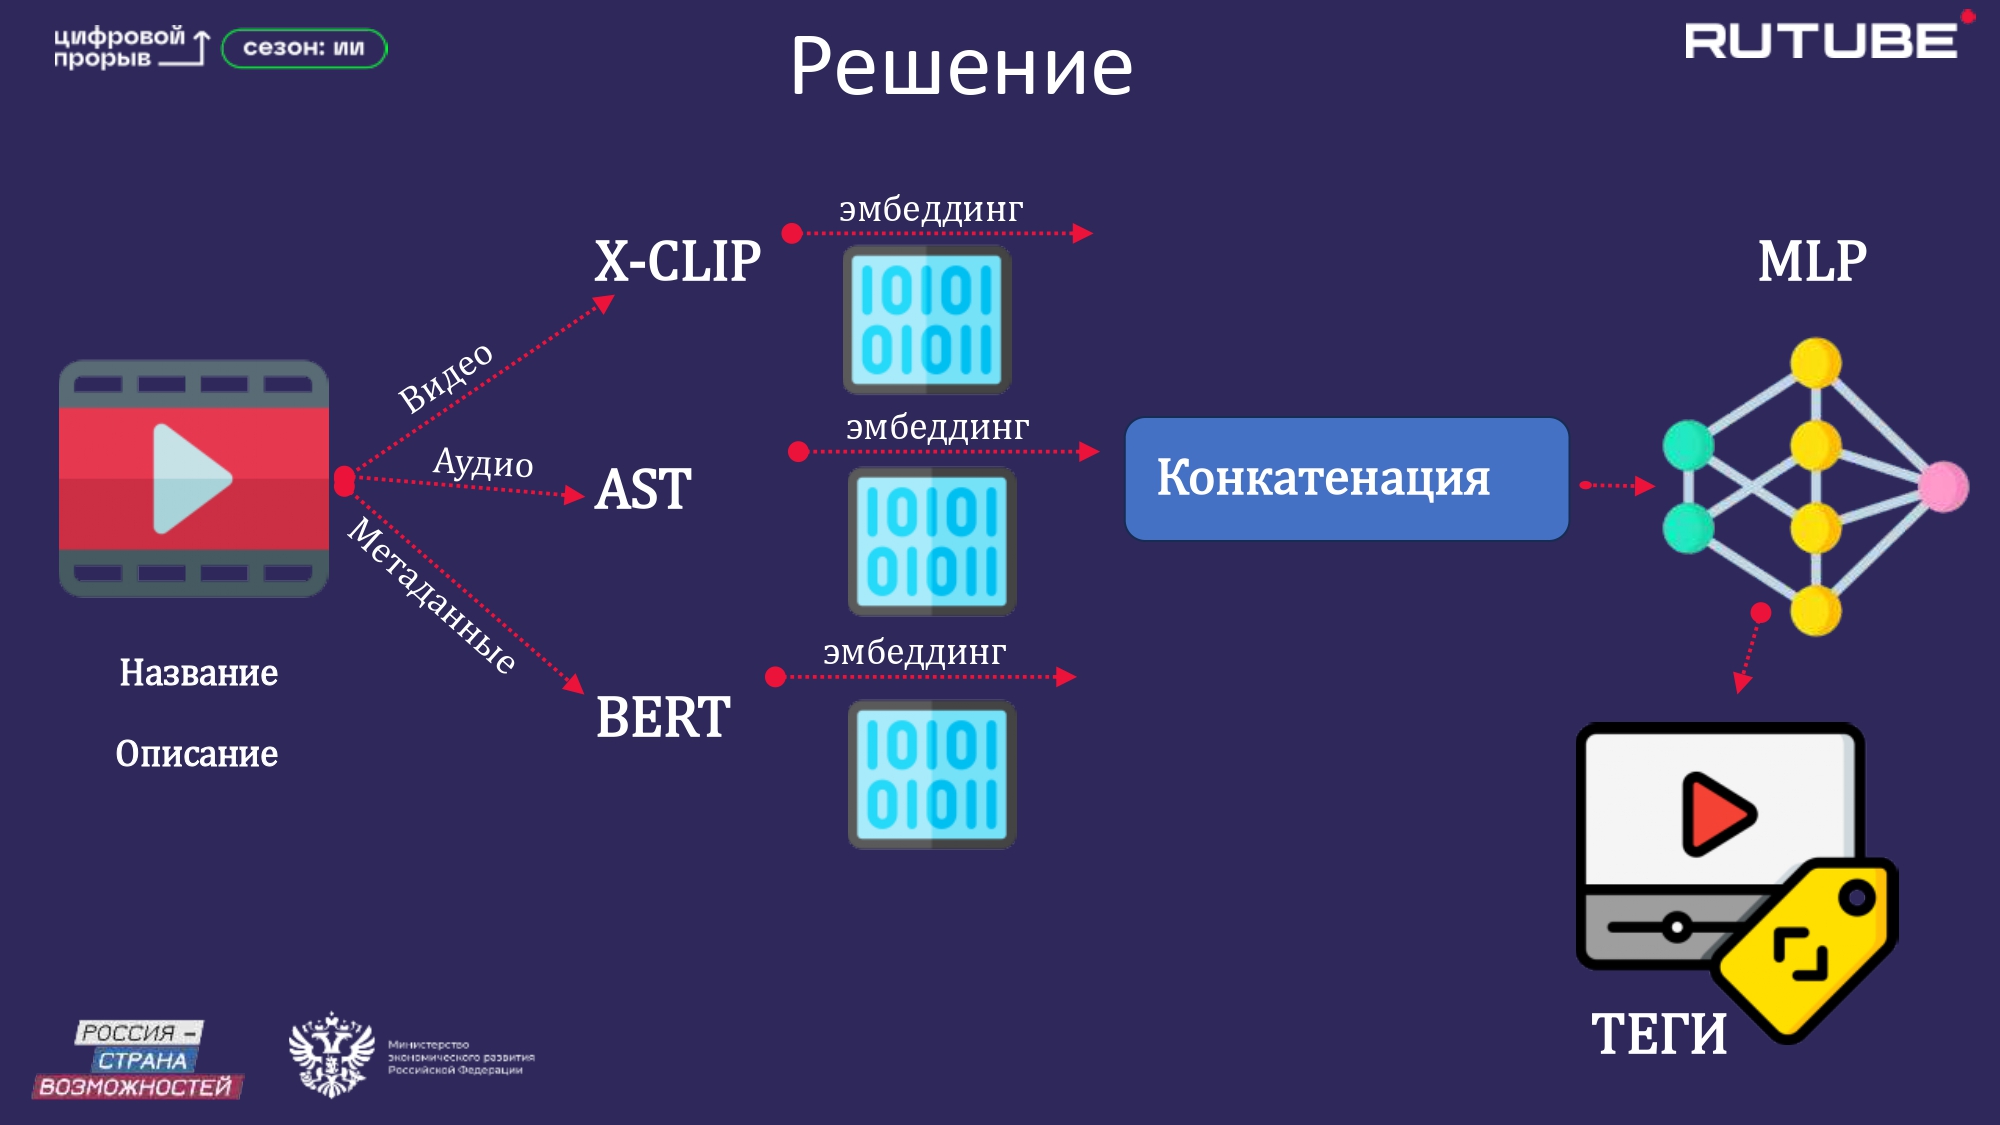 цифровой
прорыв
сезон: ии
Решение
RUTUBE
эмбеддинг
X-CLIP
MLP
10101
01011
Видео
эмбеддинг
Аудио
AST
Конкатенация
10101
01011
Метаданные
эмбеддинг
Название
BERT
Описание
10101
01011
ТЕГИ
РОССИЯ –
СТРАНА
ВОЗМОЖНОСТЕЙ
Министерство
экономического развития
Российской Федерации